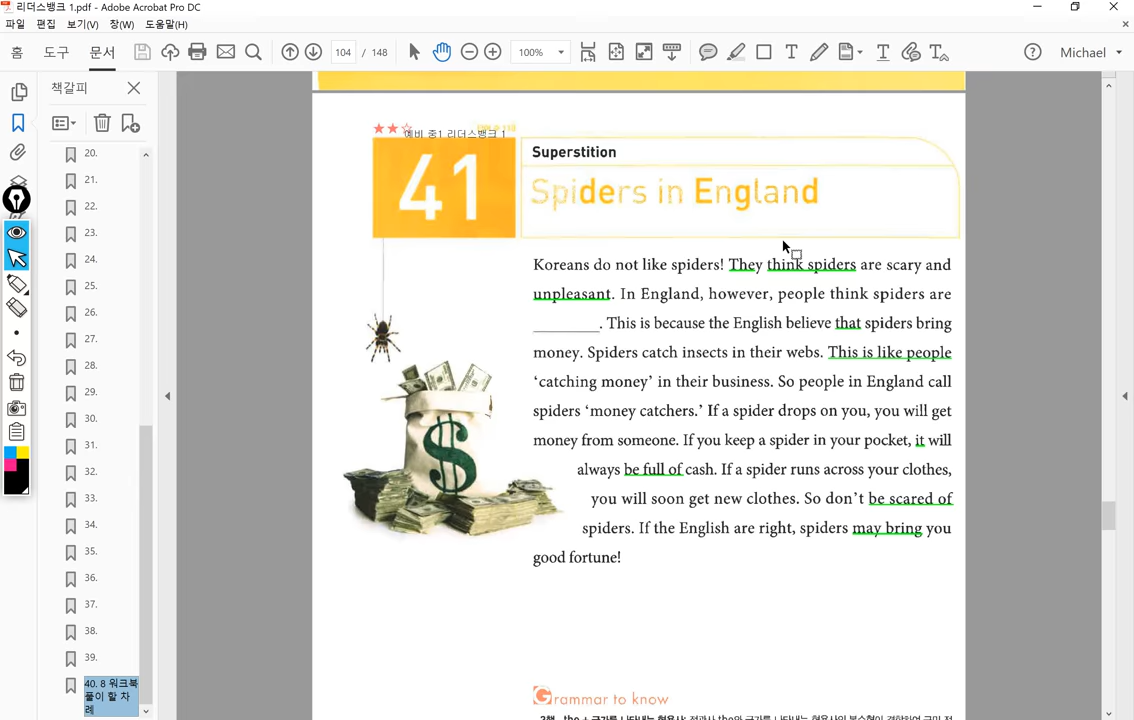 리더스뱅크 1.pdf - Adobe Acrobat Pro DC
파일 편집 보기(V) 창(W) 도움말(H)
홈 도구 문서 104 / 148 100% Michael
책갈피
20.
21.
22.
23.
24.
25.
26.
27.
28.
29.
30.
31.
32.
33.
34.
35.
36.
37.
38.
39.
40. 8 워크북
풀이 할 차
례
예비 중1 리더스뱅크 1
41
Superstition
Spiders in England
Koreans do not like spiders! They think spiders are scary and
unpleasant. In England, however, people think spiders are
________. This is because the English believe that spiders bring
money. Spiders catch insects in their webs. This is like people
‘catching money’ in their business. So people in England call
spiders ‘money catchers.’ If a spider drops on you, you will get
money from someone. If you keep a spider in your pocket, it will
always be full of cash. If a spider runs across your clothes,
you will soon get new clothes. So don’t be scared of
spiders. If the English are right, spiders may bring you
good fortune!
$
Grammar to know